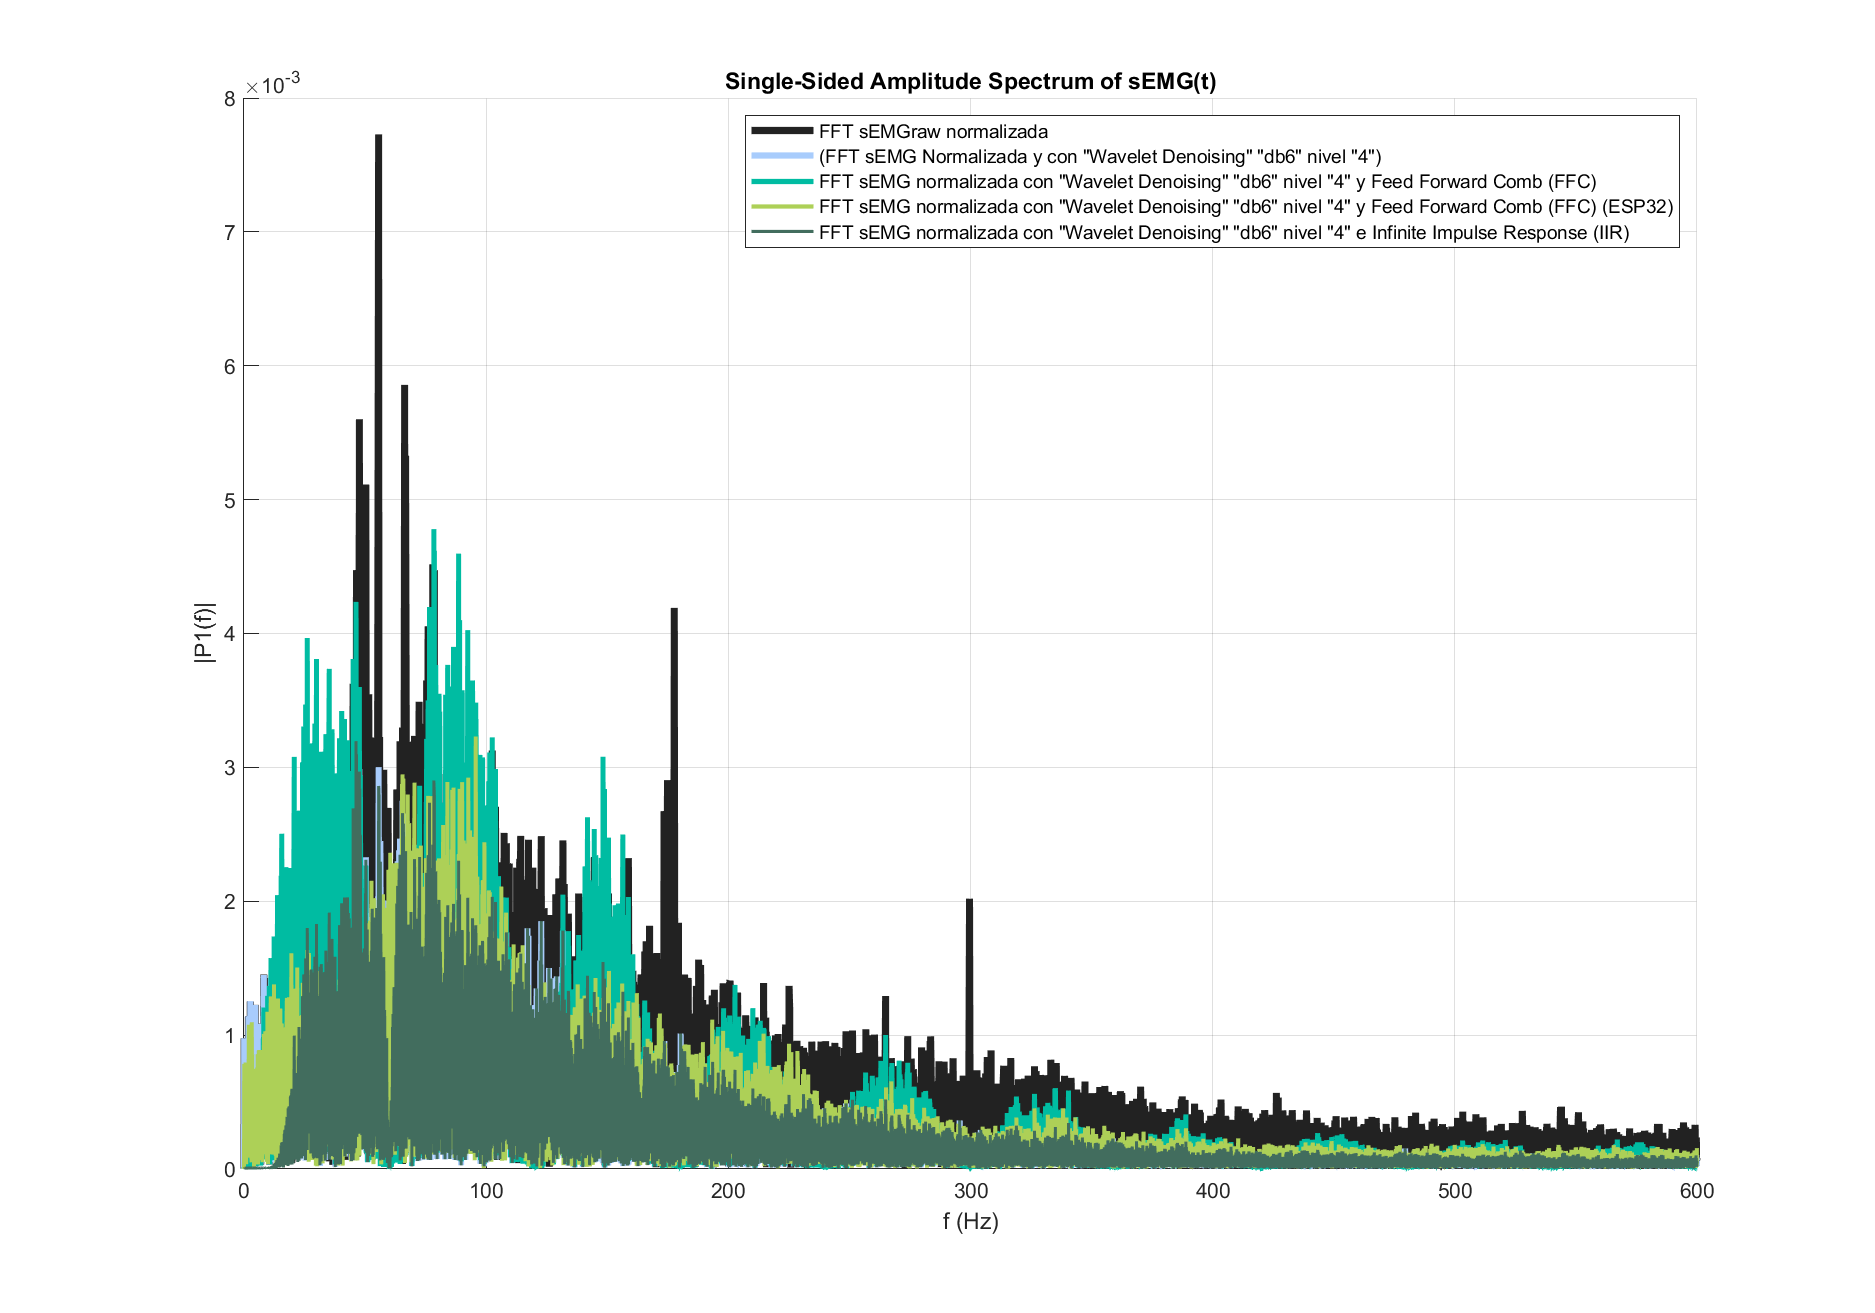 Single-Sided Amplitude Spectrum of sEMG(t)
×10-3
FFT sEMGraw normalizada
(FFT sEMG Normalizada y con "Wavelet Denoising" "db6" nivel "4")
FFT sEMG normalizada con "Wavelet Denoising" "db6" nivel "4" y Feed Forward Comb (FFC)
FFT sEMG normalizada con "Wavelet Denoising" "db6" nivel "4" y Feed Forward Comb (FFC) (ESP32)
FFT sEMG normalizada con "Wavelet Denoising" "db6" nivel "4" e Infinite Impulse Response (IIR)
8
7
6
5
4
3
2
1
0
|P1(f)|
0 100 200 300 400 500 600
f (Hz)